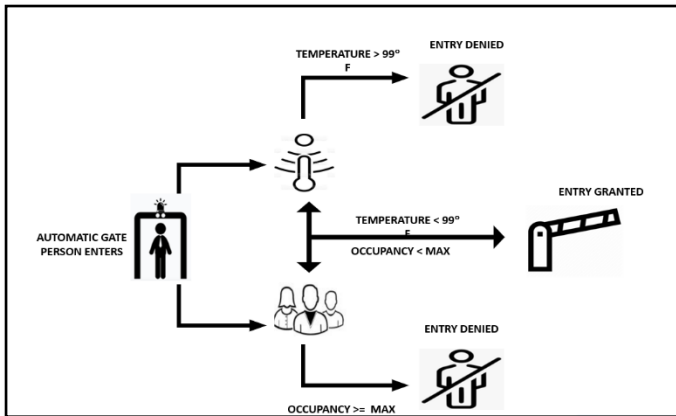 ENTRY DENIED
TEMPERATURE > 99°
F
ENTRY GRANTED
TEMPERATURE < 99°
F
OCCUPANCY < MAX
AUTOMATIC GATE
PERSON ENTERS
ENTRY DENIED
OCCUPANCY >= MAX